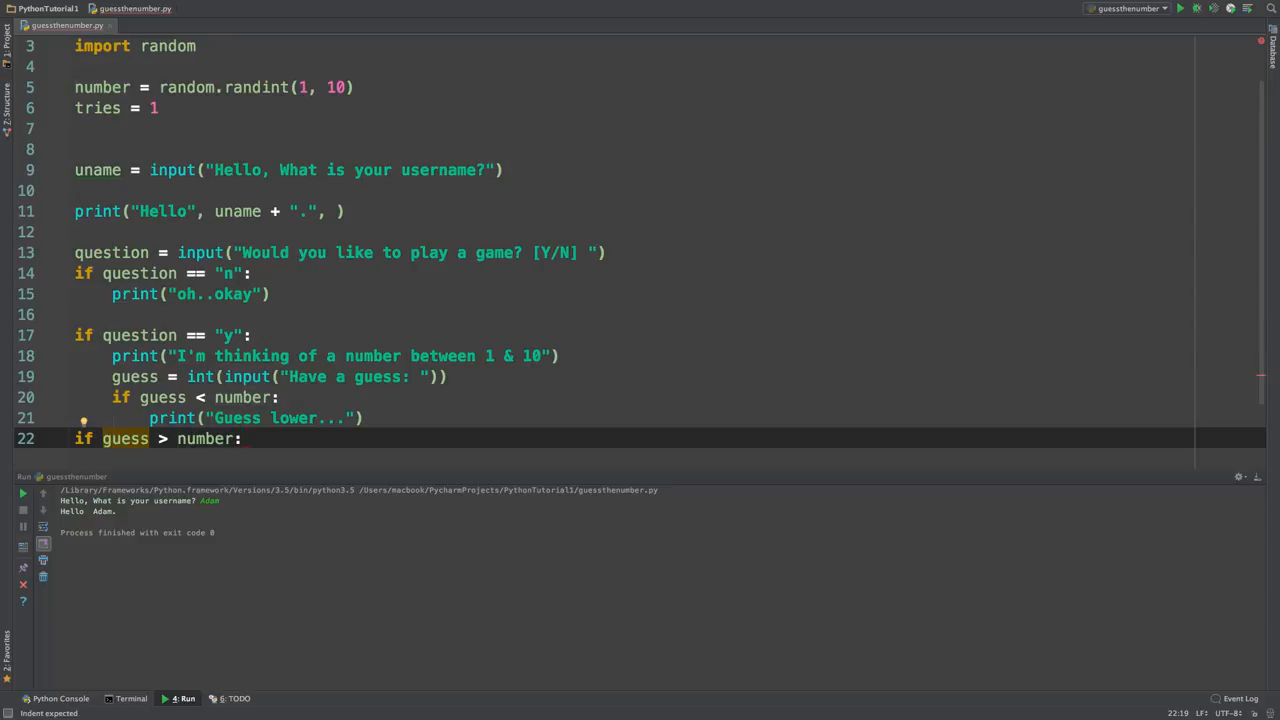 PythonTutorial1 guessthenumber.py guessthenumber
guessthenumber.py
1: Project
Z: Structure
2: Favorites
Database
3 import random
4
5 number = random.randint(1, 10)
6 tries = 1
7
8
9 uname = input("Hello, What is your username?")
10
11 print("Hello", uname + ".", )
12
13 question = input("Would you like to play a game? [Y/N] ")
14 if question == "n":
15 print("oh..okay")
16
17 if question == "y":
18 print("I'm thinking of a number between 1 & 10")
19 guess = int(input("Have a guess: "))
20 if guess < number:
21 print("Guess lower...")
22 if guess > number:
Run guessthenumber
/Library/Frameworks/Python.framework/Versions/3.5/bin/python3.5 /Users/macbook/PycharmProjects/PythonTutorial1/guessthenumber.py
Hello, What is your username? Adam
Hello  Adam.
Process finished with exit code 0
Python Console Terminal 4: Run 6: TODO Event Log
Indent expected 22:19 LF÷ UTF-8÷